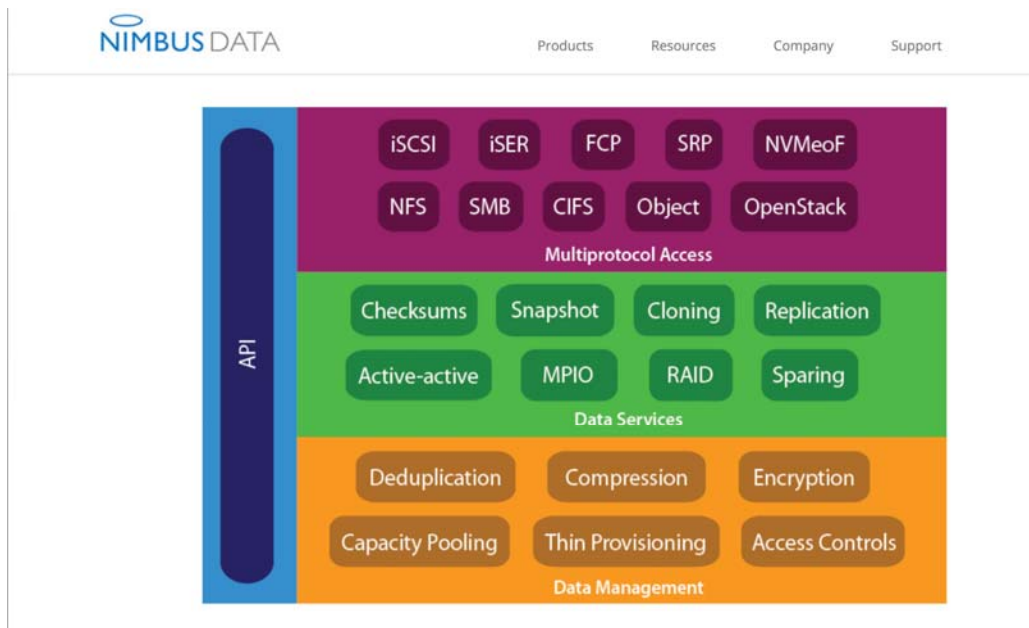 NIMBUS DATA
Products Resources Company Support
API
iSCSI iSER FCP SRP NVMeoF
NFS SMB CIFS Object OpenStack
Multiprotocol Access
Checksums Snapshot Cloning Replication
Active-active MPIO RAID Sparing
Data Services
Deduplication Compression Encryption
Capacity Pooling Thin Provisioning Access Controls
Data Management